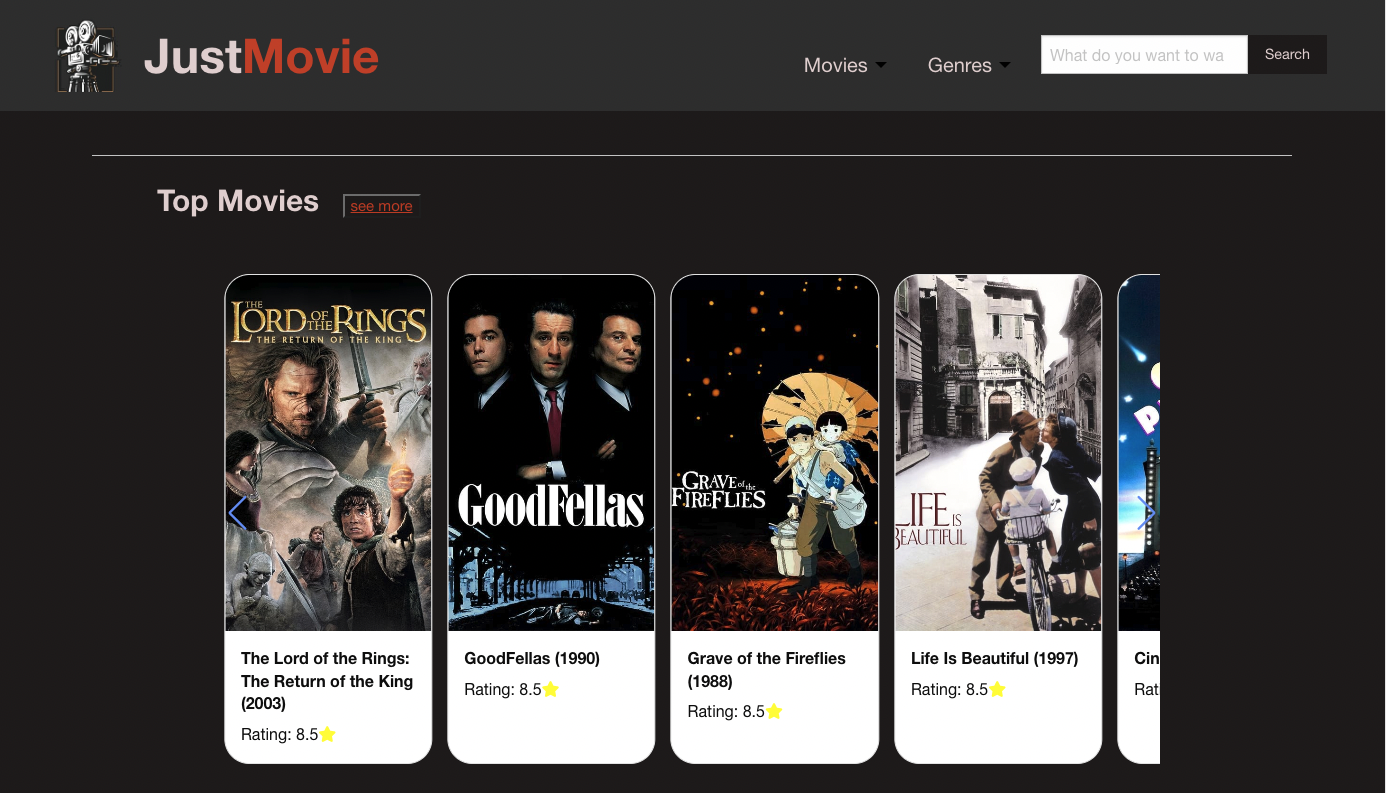 JustMovie
Movies
Genres
What do you want to wa
Search
Top Movies
see more
THE
LORD OF THE RINGS
THE RETURN OF THE KING
GOODFELLAS
GRAVE of the
FIREFLIES
LIFE IS
BEAUTIFUL
P
The Lord of the Rings:
The Return of the King
(2003)
Rating: 8.5
GoodFellas (1990)
Rating: 8.5
Grave of the Fireflies
(1988)
Rating: 8.5
Life Is Beautiful (1997)
Rating: 8.5
Cin
Rat